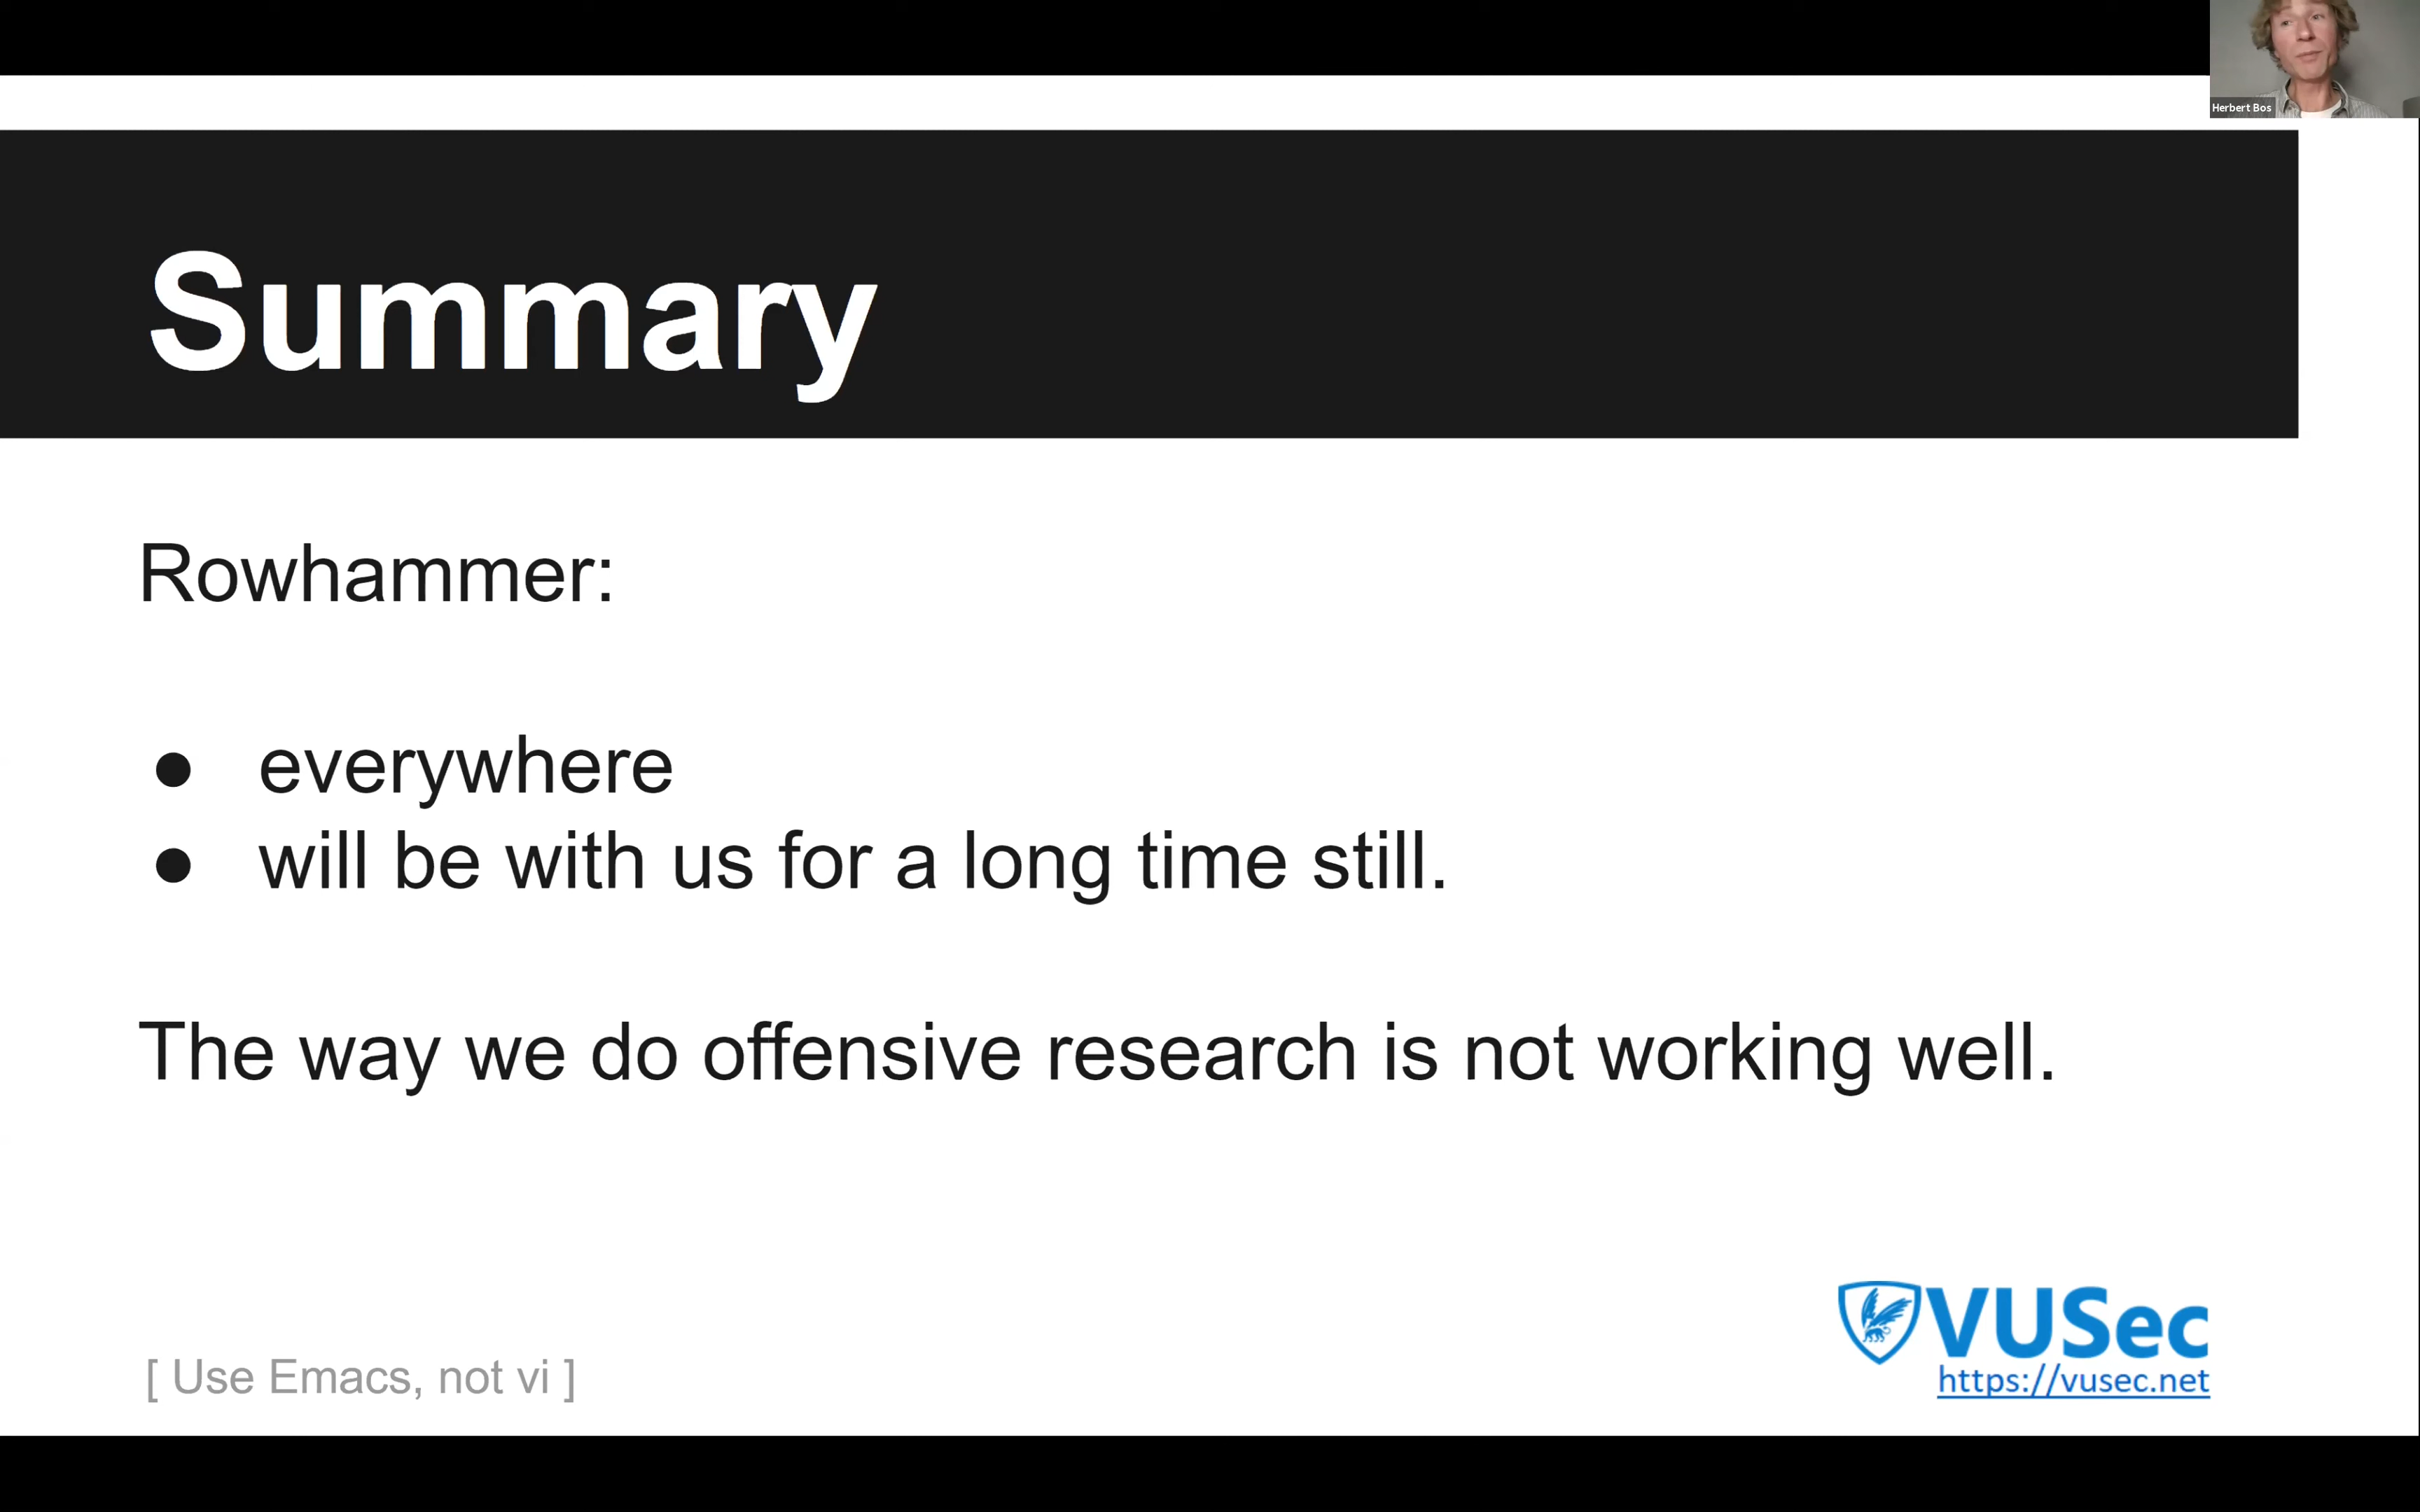 Herbert Bos
Summary
Rowhammer:
● everywhere
● will be with us for a long time still.
The way we do offensive research is not working well.
VUSec
https://vusec.net
[ Use Emacs, not vi ]